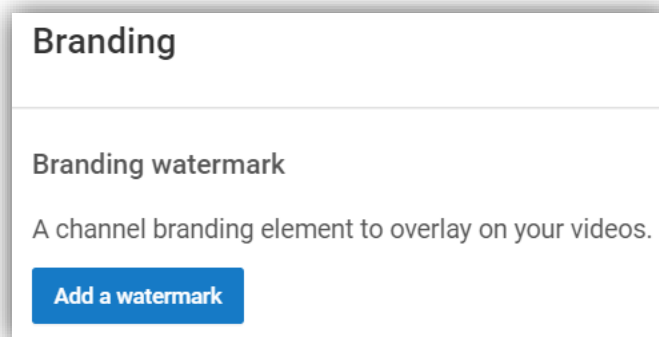 Branding
Branding watermark
A channel branding element to overlay on your videos.
Add a watermark